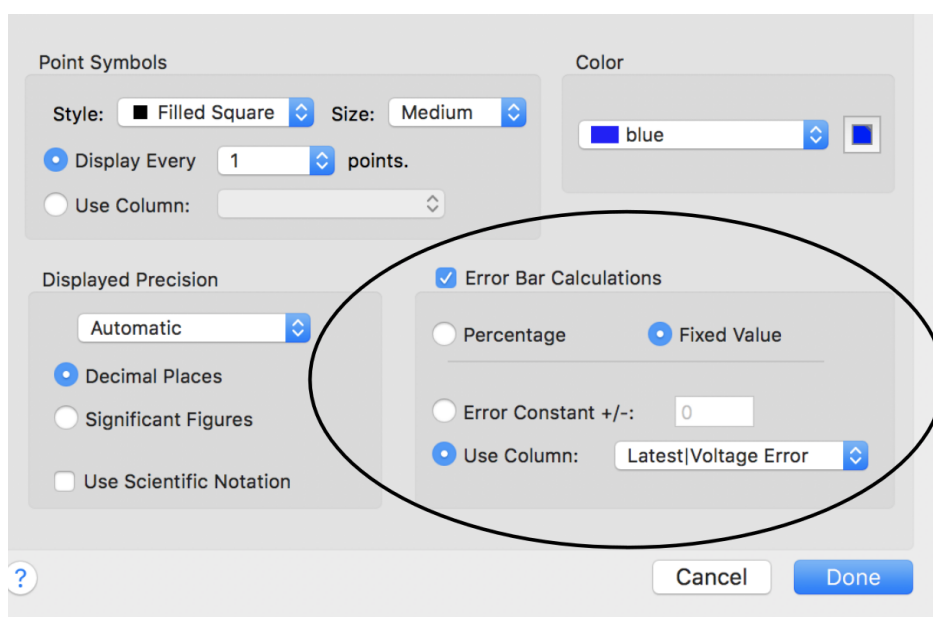 Point Symbols
Style: Filled Square Size: Medium
Display Every 1 points.
Use Column:
Color
blue
Displayed Precision
Automatic
Decimal Places
Significant Figures
Use Scientific Notation
Error Bar Calculations
Percentage Fixed Value
Error Constant +/-: 0
Use Column: Latest|Voltage Error
? Cancel Done